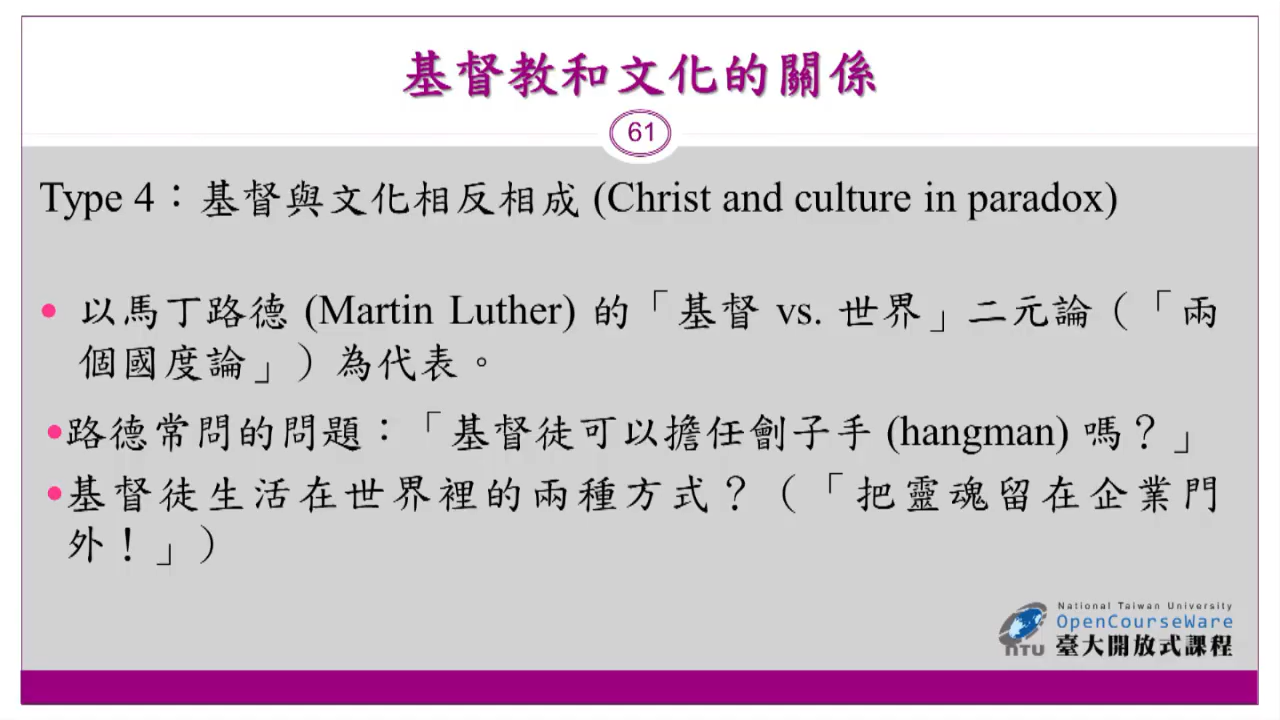 基督教和文化的關係
61
Type 4：基督與文化相反相成 (Christ and culture in paradox)
• 以馬丁路德 (Martin Luther) 的「基督 vs. 世界」二元論（「兩
個國度論」）為代表。
•路德常問的問題：「基督徒可以擔任劊子手 (hangman) 嗎？」
•基督徒生活在世界裡的兩種方式？（「把靈魂留在企業門
外！」）
National Taiwan University
OpenCourseWare
NTU 臺大開放式課程